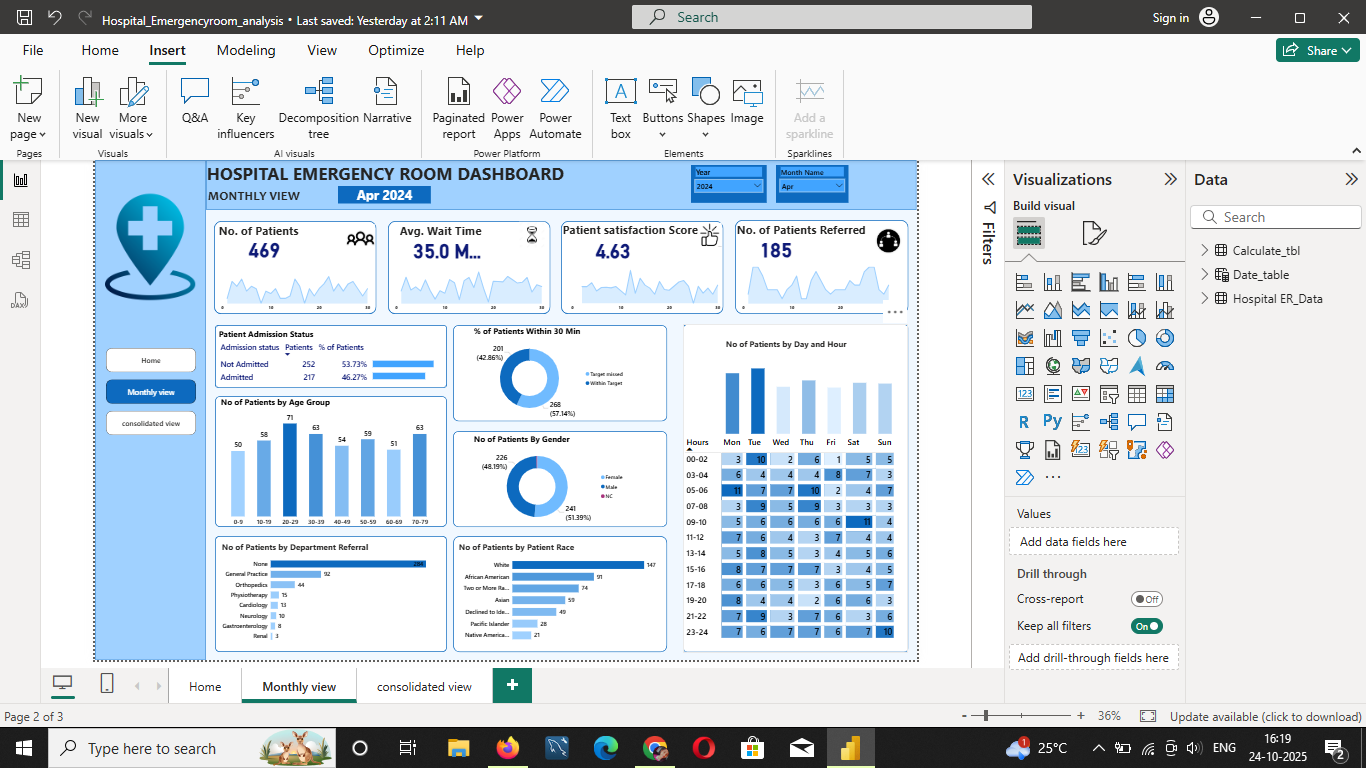 Hospital_Emergencyroom_analysis • Last saved: Yesterday at 2:11 AM
Search
Sign in
File Home Insert Modeling View Optimize Help
Share
New page
New visual
More visuals
Q&A
Key influencers
Decomposition tree
Narrative
Paginated report
Power Apps
Power Automate
Text box
Buttons
Shapes
Image
Add a sparkline
Pages
Visuals
AI visuals
Power Platform
Elements
Sparklines
HOSPITAL EMERGENCY ROOM DASHBOARD
MONTHLY VIEW
Apr 2024
Year
2024
Month Name
Apr
No. of Patients
469
0 10 20 30
Avg. Wait Time
35.0 M...
0 10 20 30
Patient satisfaction Score
4.63
0 10 20 30
No. of Patients Referred
185
0 10 20
Home
Monthly view
consolidated view
Patient Admission Status
Admission status Patients % of Patients
Not Admitted 252 53.73%
Admitted 217 46.27%
% of Patients Within 30 Min
201
(42.86%)
268
(57.14%)
Target missed
Within Target
No of Patients by Age Group
50 58 71 63 54 59 51 63
0-9 10-19 20-29 30-39 40-49 50-59 60-69 70-79
No of Patients By Gender
226
(48.19%)
241
(51.39%)
Female
Male
NC
No of Patients by Department Referral
None
General Practice 92
Orthopedics 44
Physiotherapy 15
Cardiology 13
Neurology 10
Gastroenterology 8
Renal 3
No of Patients by Patient Race
White 147
African American 91
Two or More Ra... 74
Asian 59
Declined to Ide... 49
Pacific Islander 28
Native America... 21
No of Patients by Day and Hour
Hours Mon Tue Wed Thu Fri Sat Sun
00-02 3 10 2 6 1 5 5
03-04 6 4 4 4 8 7 3
05-06 11 7 7 10 2 4 7
07-08 3 9 5 9 3 3 3
09-10 5 6 6 6 6 11 4
11-12 7 6 4 3 7 4 4
13-14 5 8 5 3 4 5 6
15-16 8 7 7 7 3 4 5
17-18 6 6 5 3 6 5 7
19-20 8 4 4 2 6 6 3
21-22 7 9 3 7 6 3 6
23-24 7 6 7 7 6 7 10
Filters
Visualizations
Build visual
Values
Add data fields here
Drill through
Cross-report Off
Keep all filters On
Add drill-through fields here
Data
Search
Calculate_tbl
Date_table
Hospital ER_Data
DAX
R Py
123
Home
Monthly view
consolidated view
+
Page 2 of 3
- + 36%
Update available (click to download)
Type here to search
1
25°C
ENG
16:19
24-10-2025
2